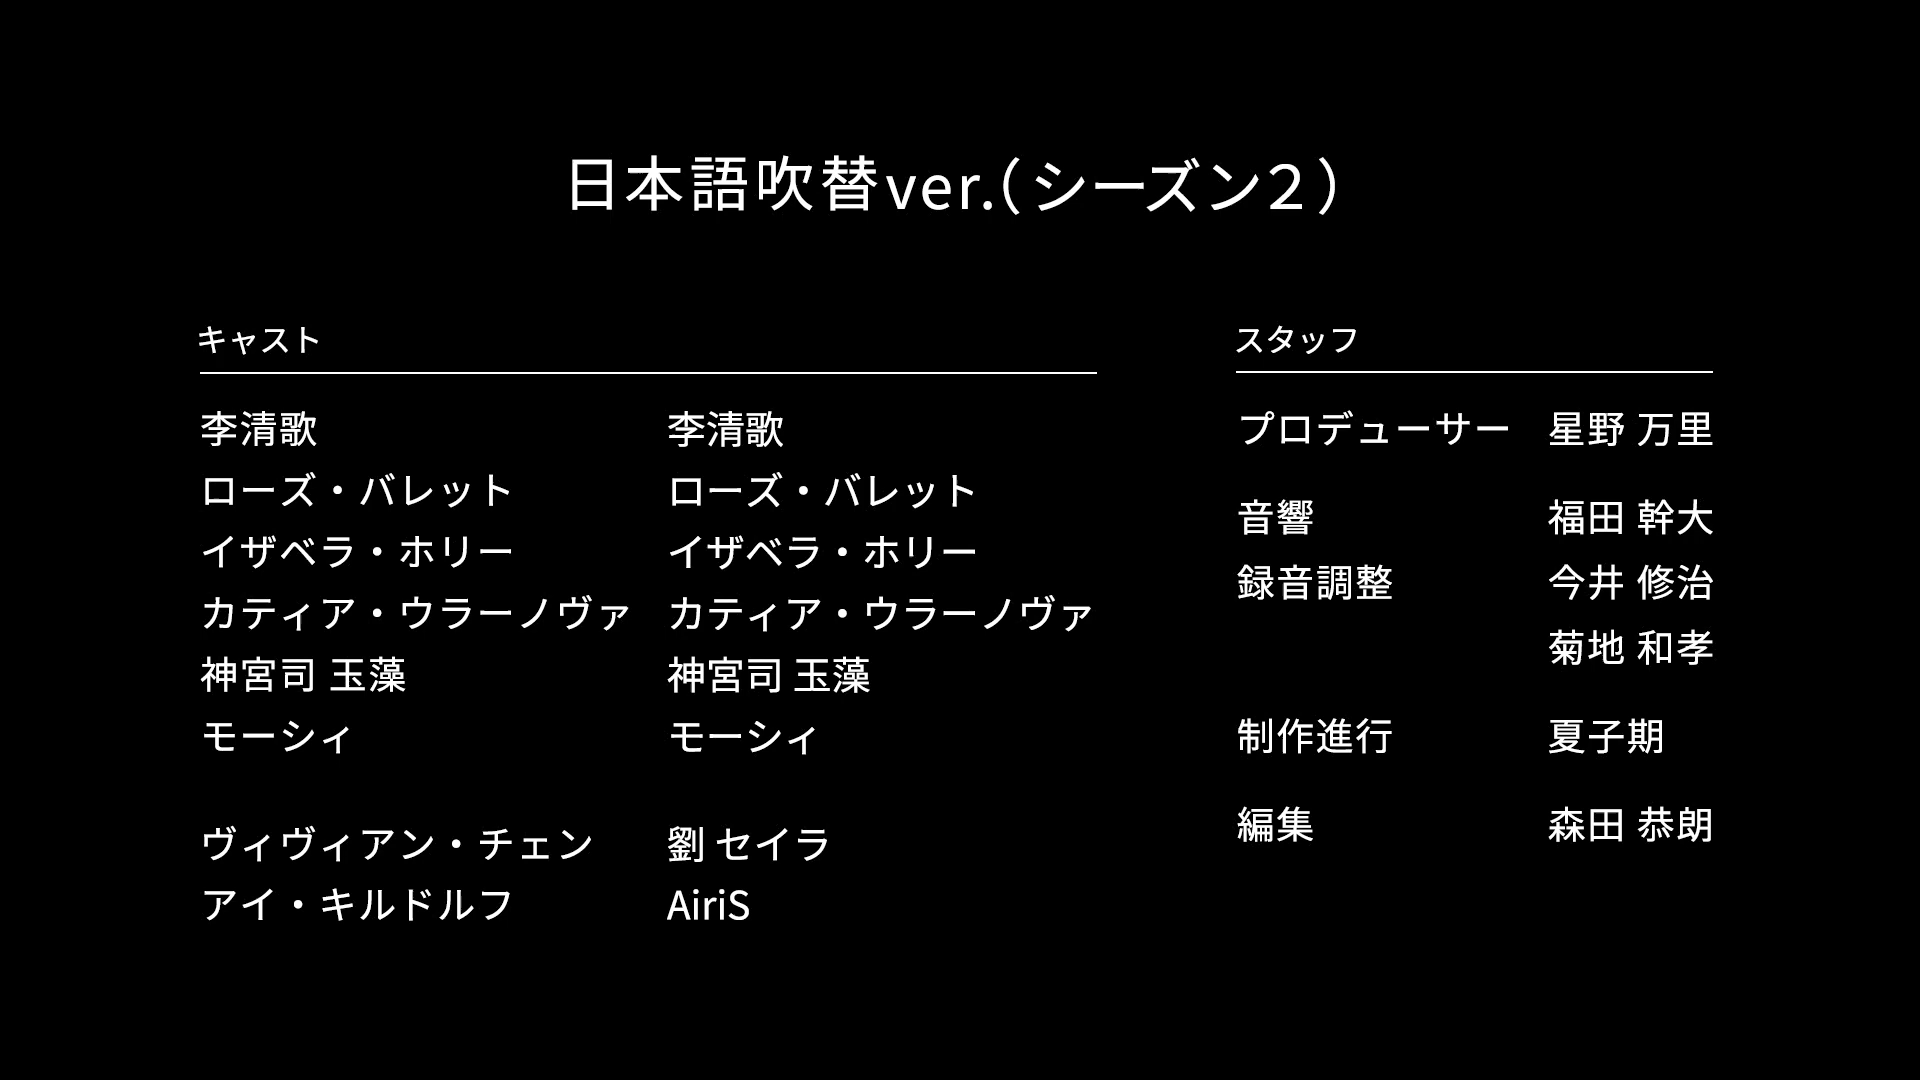 日本語吹替ver.（シーズン２）
キャスト
李清歌 李清歌
ローズ・バレット ローズ・バレット
イザベラ・ホリー イザベラ・ホリー
カティア・ウラーノヴァ カティア・ウラーノヴァ
神宮司 玉藻 神宮司 玉藻
モーシィ モーシィ
ヴィヴィアン・チェン 劉 セイラ
アイ・キルドルフ AiriS
スタッフ
プロデューサー 星野 万里
音響 福田 幹大
録音調整 今井 修治
菊地 和孝
制作進行 夏子期
編集 森田 恭朗